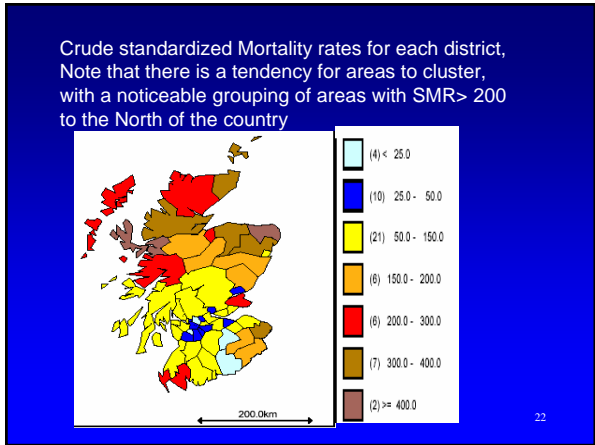 Crude standardized Mortality rates for each district,
Note that there is a tendency for areas to cluster,
with a noticeable grouping of areas with SMR> 200
to the North of the country
(4) < 25.0
(10) 25.0 - 50.0
(21) 50.0 - 150.0
(6) 150.0 - 200.0
(6) 200.0 - 300.0
(7) 300.0 - 400.0
(2) >= 400.0
200.0km
22